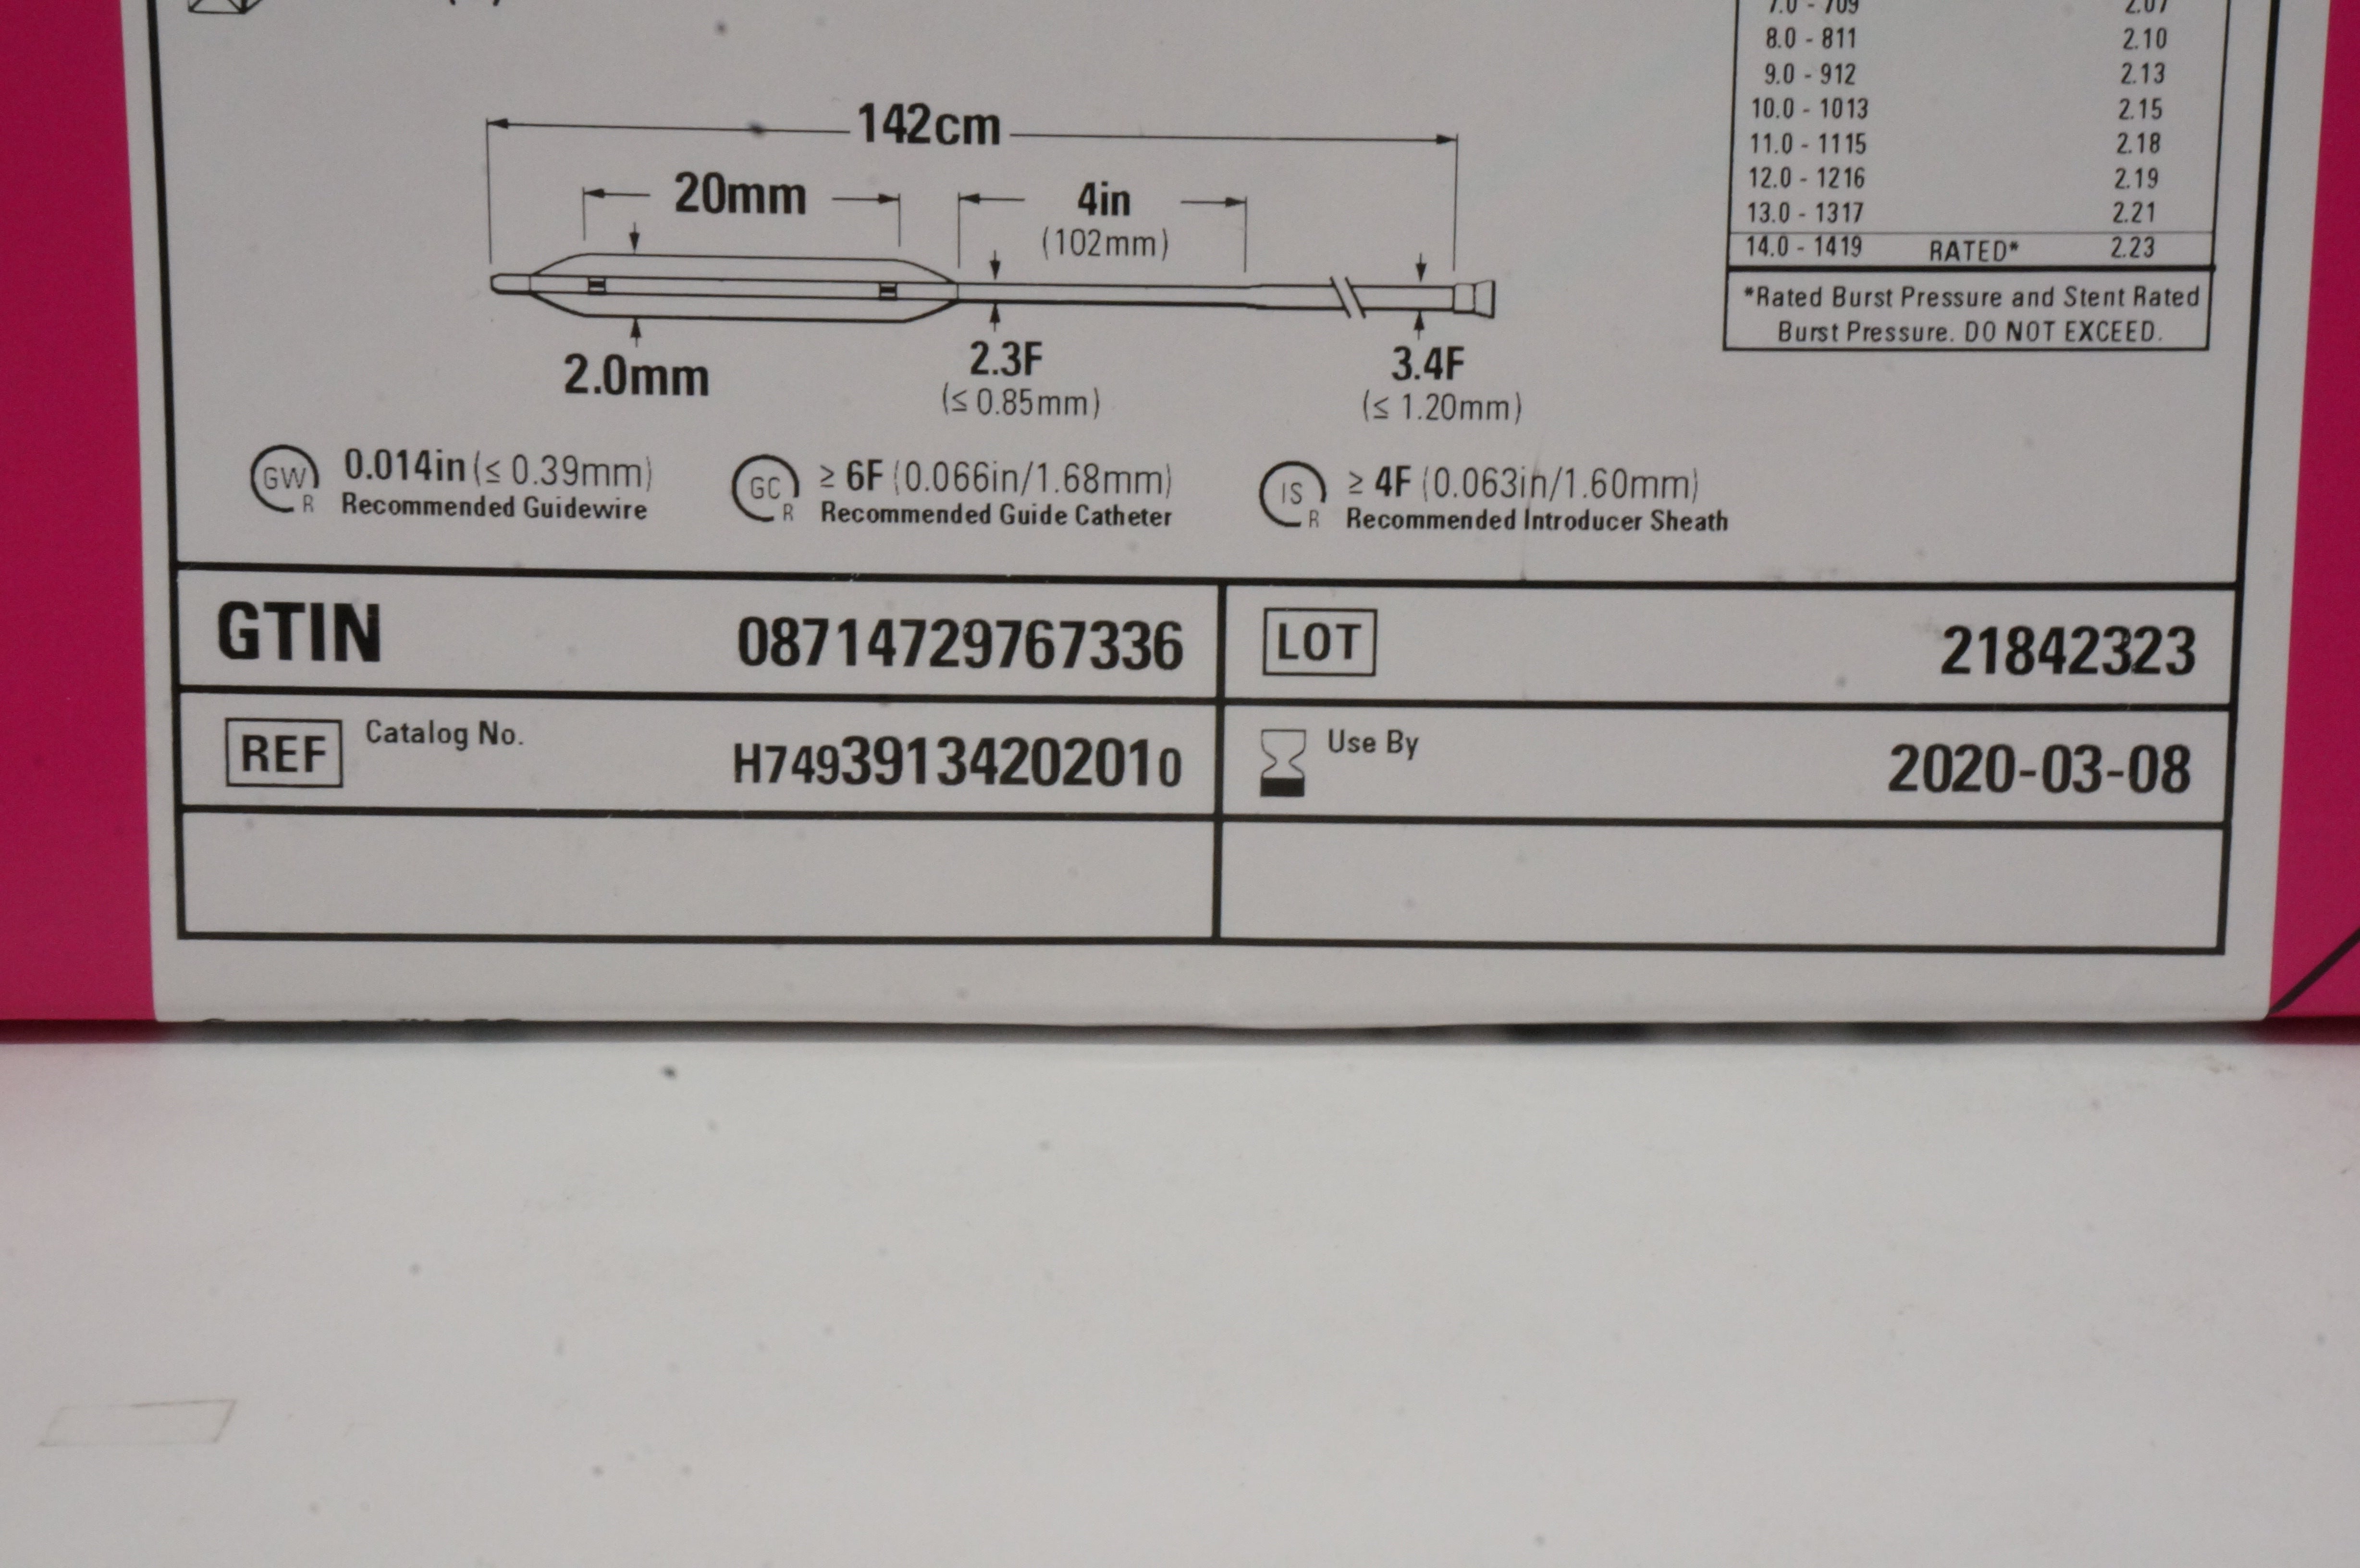 7.0 - 709 2.07
8.0 - 811 2.10
9.0 - 912 2.13
10.0 - 1013 2.15
11.0 - 1115 2.18
12.0 - 1216 2.19
13.0 - 1317 2.21
14.0 - 1419 RATED* 2.23
*Rated Burst Pressure and Stent Rated
Burst Pressure. DO NOT EXCEED.
142cm
20mm
4in
(102mm)
2.0mm
2.3F
(≤ 0.85mm)
3.4F
(≤ 1.20mm)
GW R 0.014in (≤ 0.39mm)
Recommended Guidewire
GC R ≥ 6F (0.066in/1.68mm)
Recommended Guide Catheter
IS R ≥ 4F (0.063in/1.60mm)
Recommended Introducer Sheath
GTIN 08714729767336
LOT 21842323
REF Catalog No. H74939134202010
Use By 2020-03-08